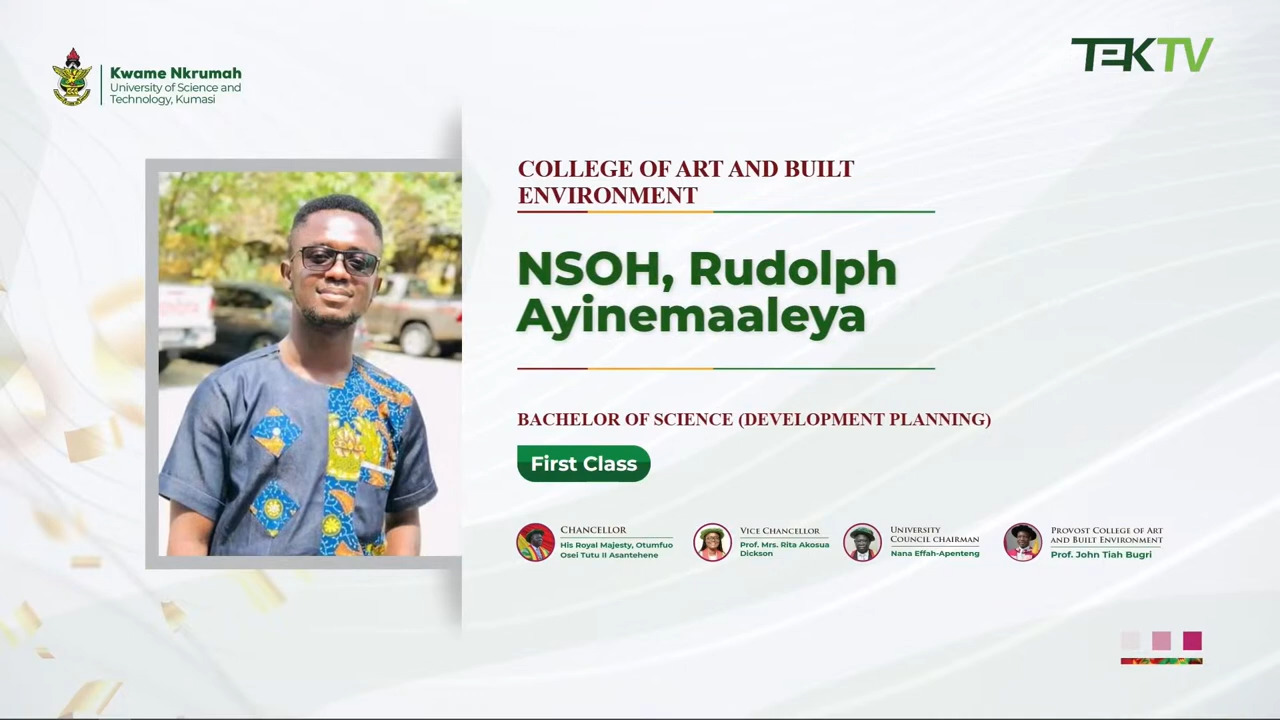 Kwame Nkrumah
University of Science and
Technology, Kumasi
TEKTV
COLLEGE OF ART AND BUILT
ENVIRONMENT
NSOH, Rudolph
Ayinemaaleya
BACHELOR OF SCIENCE (DEVELOPMENT PLANNING)
First Class
CHANCELLOR
His Royal Majesty, Otumfuo
Osei Tutu II Asantehene
VICE CHANCELLOR
Prof. Mrs. Rita Akosua
Dickson
UNIVERSITY
COUNCIL CHAIRMAN
Nana Effah-Apenteng
PROVOST COLLEGE OF ART
AND BUILT ENVIRONMENT
Prof. John Tiah Bugri